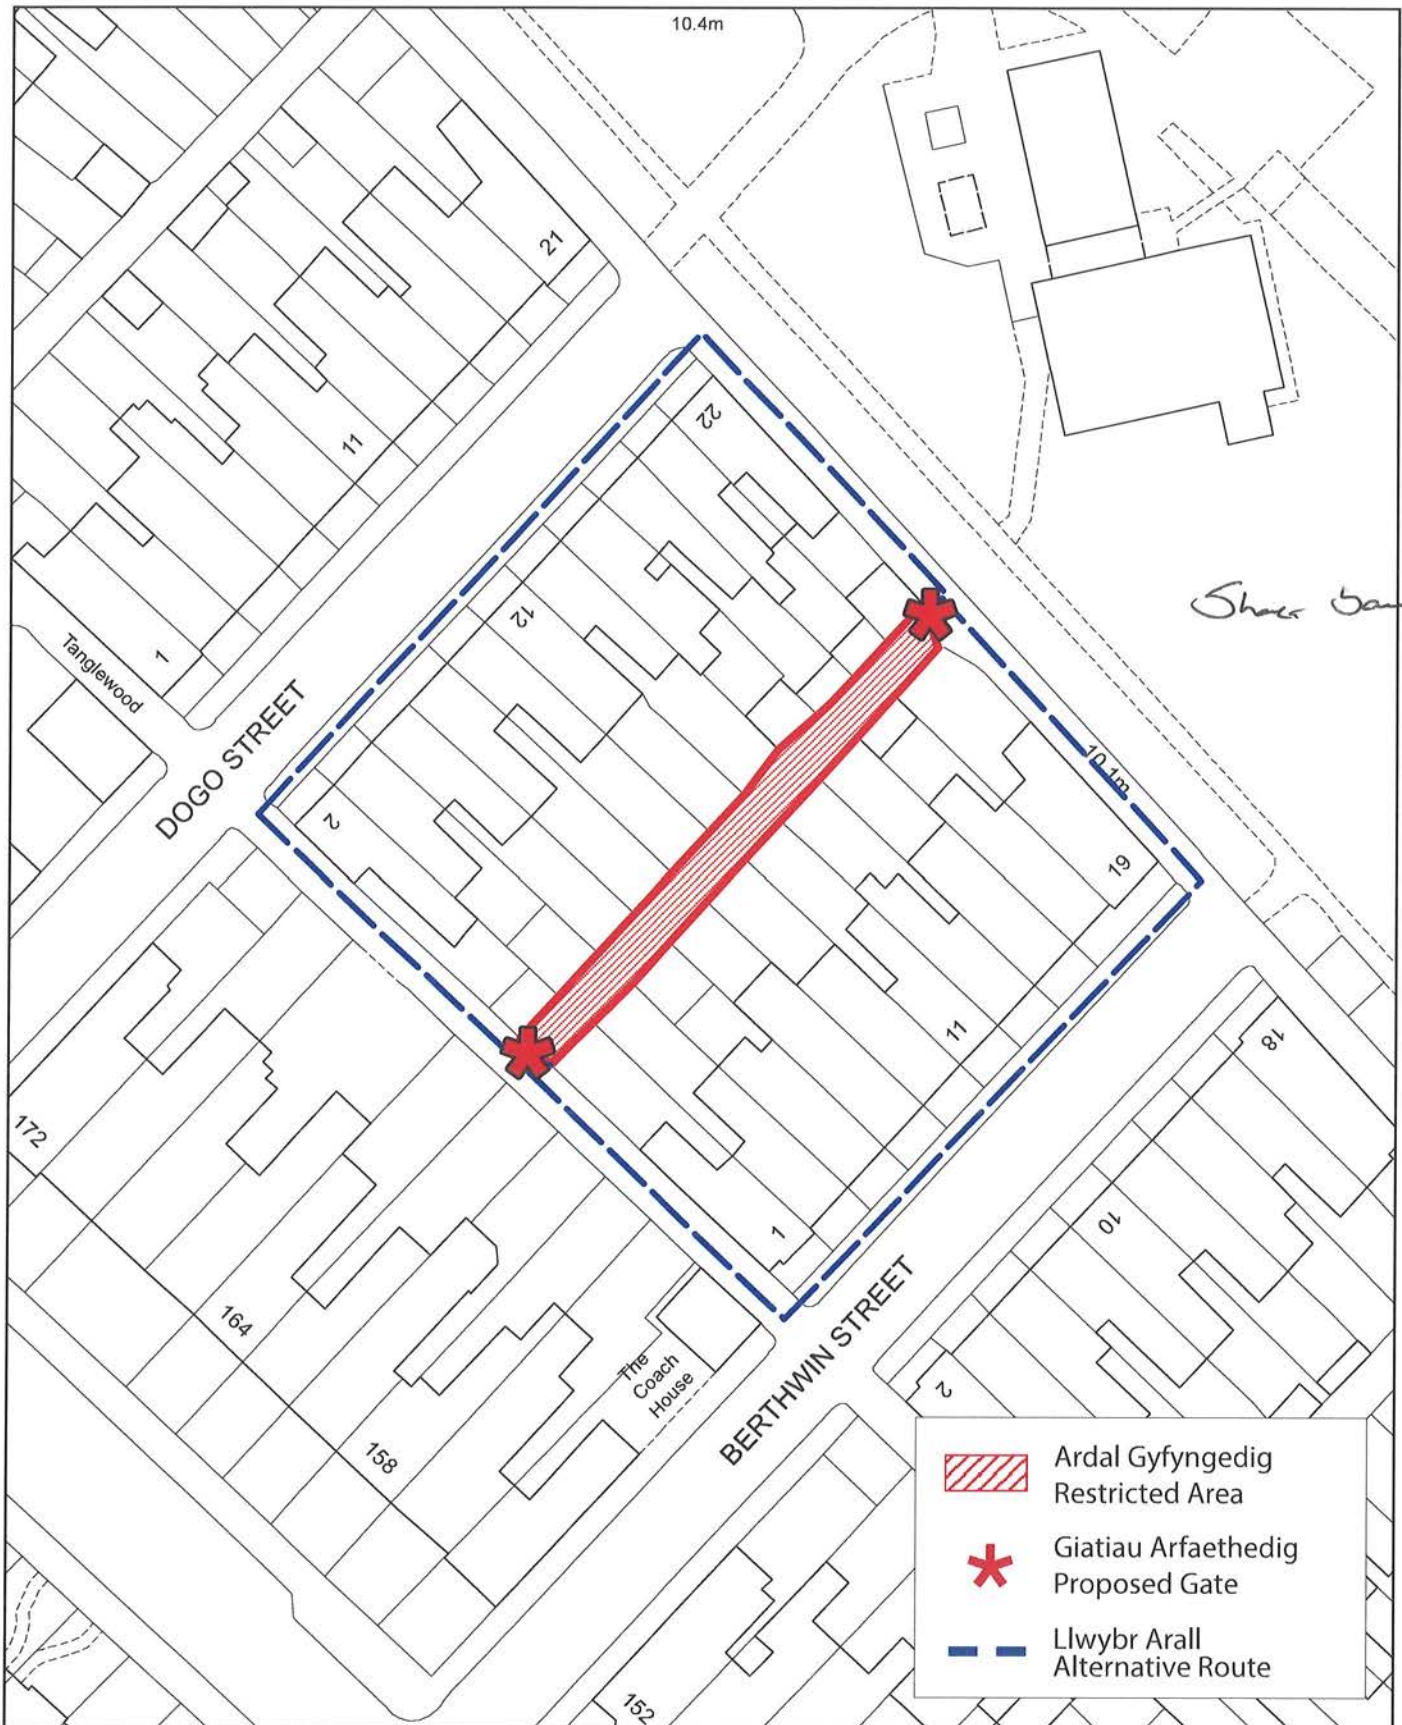 10.4m
21
11
1
Tanglewood
DOGO STREET
22
12
2
10.1m
19
11
1
BERTHWIN STREET
18
10
2
172
164
158
The
Coach
House
152
Ardal Gyfyngedig
Restricted Area
Giatiau Arfaethedig
Proposed Gate
Llwybr Arall
Alternative Route